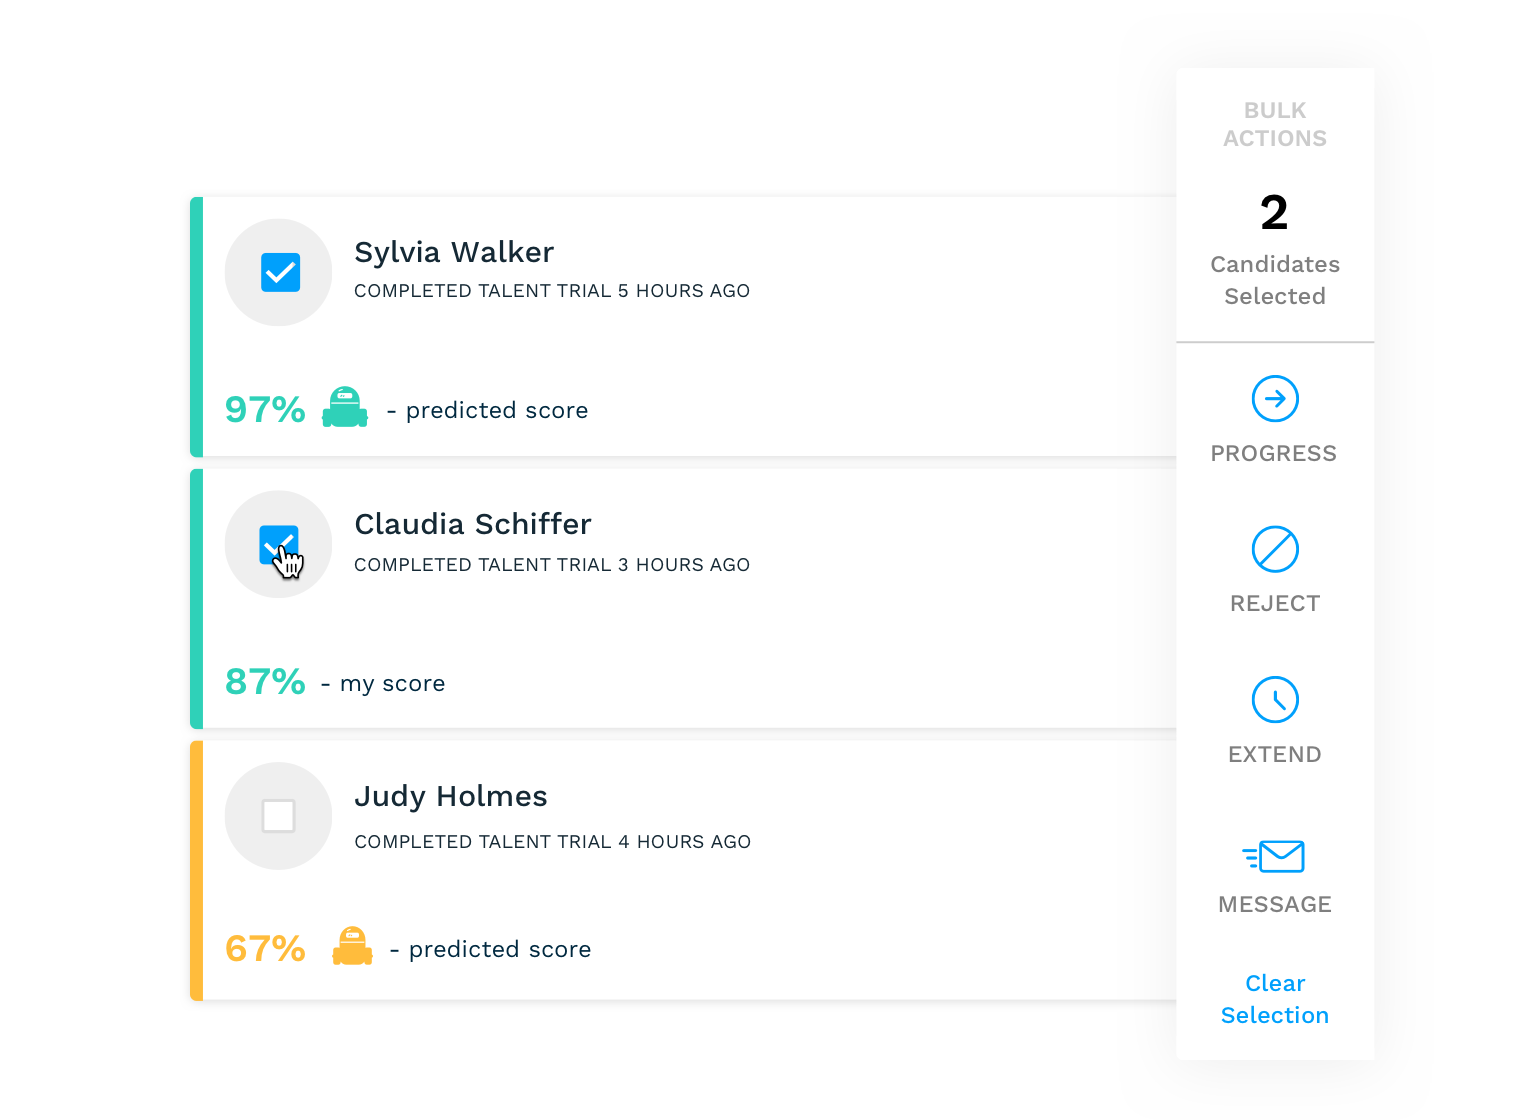 Sylvia Walker
COMPLETED TALENT TRIAL 5 HOURS AGO
97% - predicted score
Claudia Schiffer
COMPLETED TALENT TRIAL 3 HOURS AGO
87% - my score
Judy Holmes
COMPLETED TALENT TRIAL 4 HOURS AGO
67% - predicted score
BULK
ACTIONS
2
Candidates
Selected
PROGRESS
REJECT
EXTEND
MESSAGE
Clear
Selection